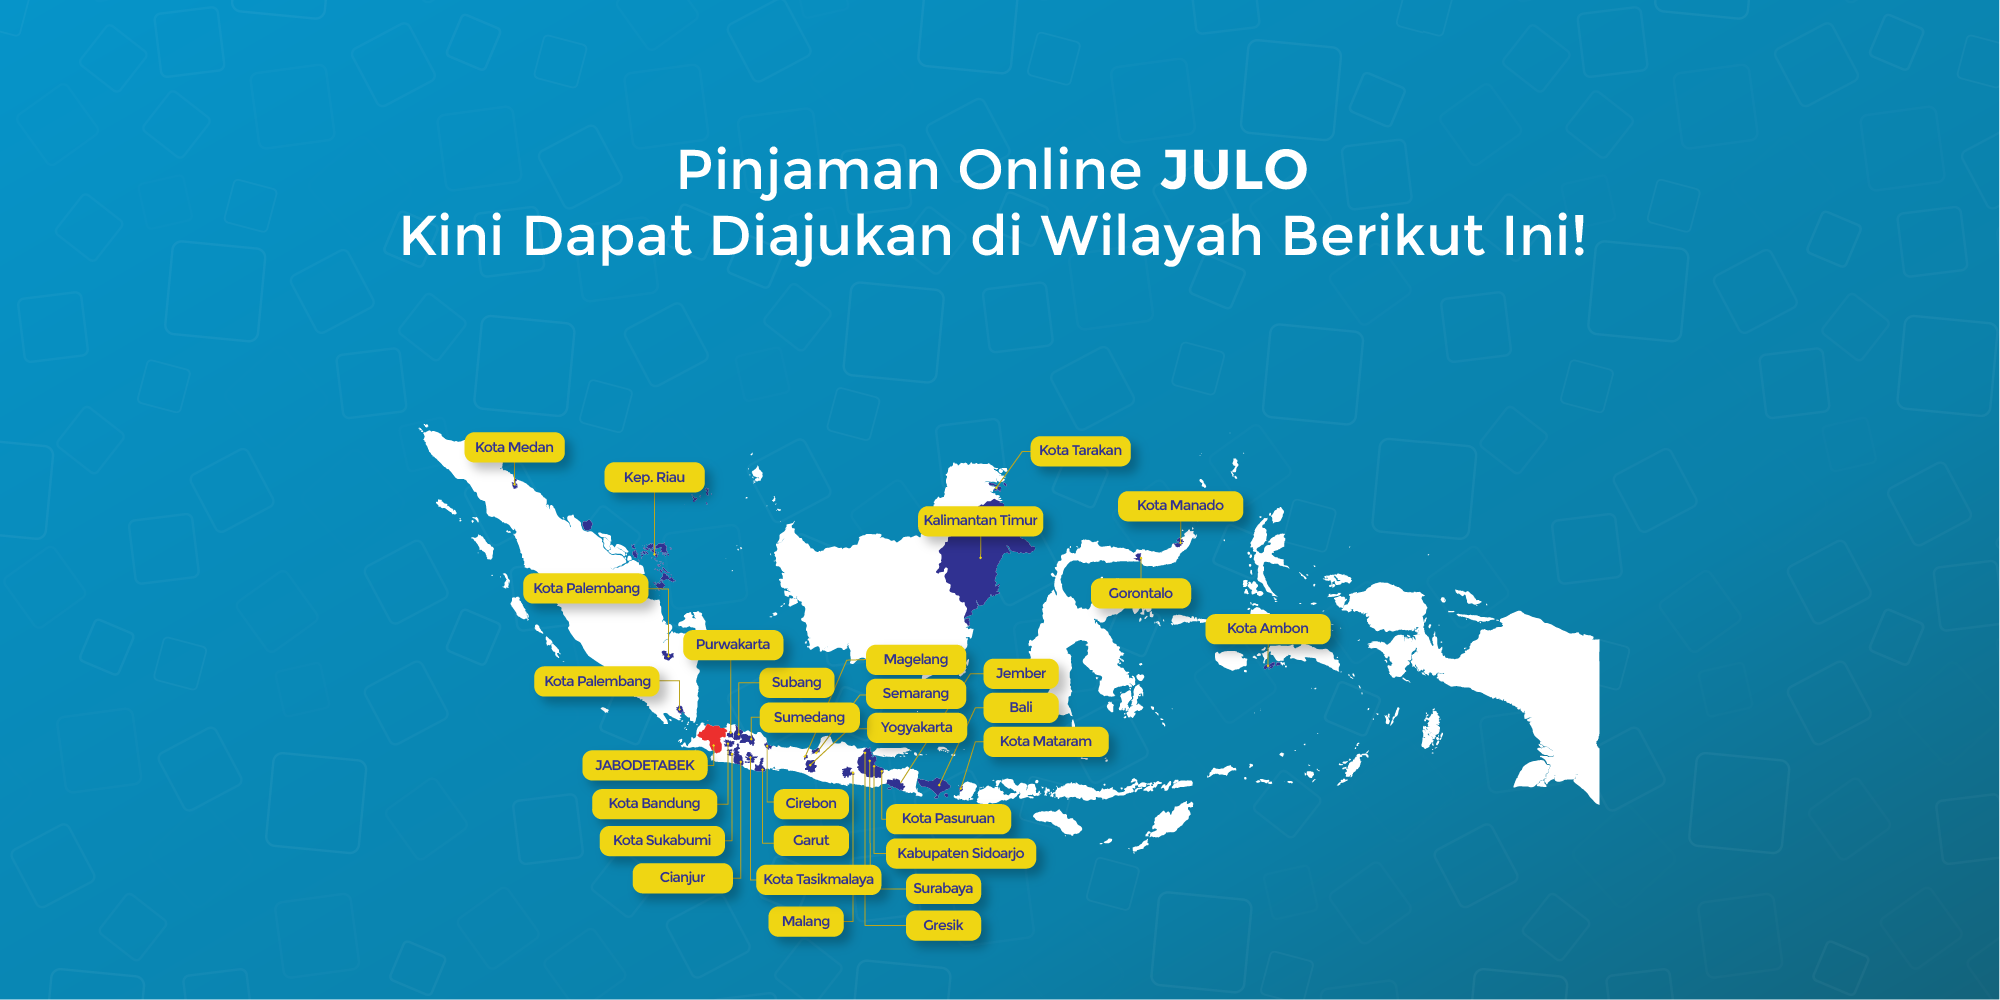 Pinjaman Online JULO
Kini Dapat Diajukan di Wilayah Berikut Ini!
Kota Medan
Kota Tarakan
Kep. Riau
Kota Manado
Kalimantan Timur
Kota Palembang
Gorontalo
Kota Ambon
Purwakarta
Magelang
Jember
Kota Palembang
Subang
Semarang
Bali
Sumedang
Yogyakarta
Kota Mataram
JABODETABEK
Kota Bandung
Cirebon
Kota Pasuruan
Kota Sukabumi
Garut
Kabupaten Sidoarjo
Cianjur
Kota Tasikmalaya
Surabaya
Malang
Gresik